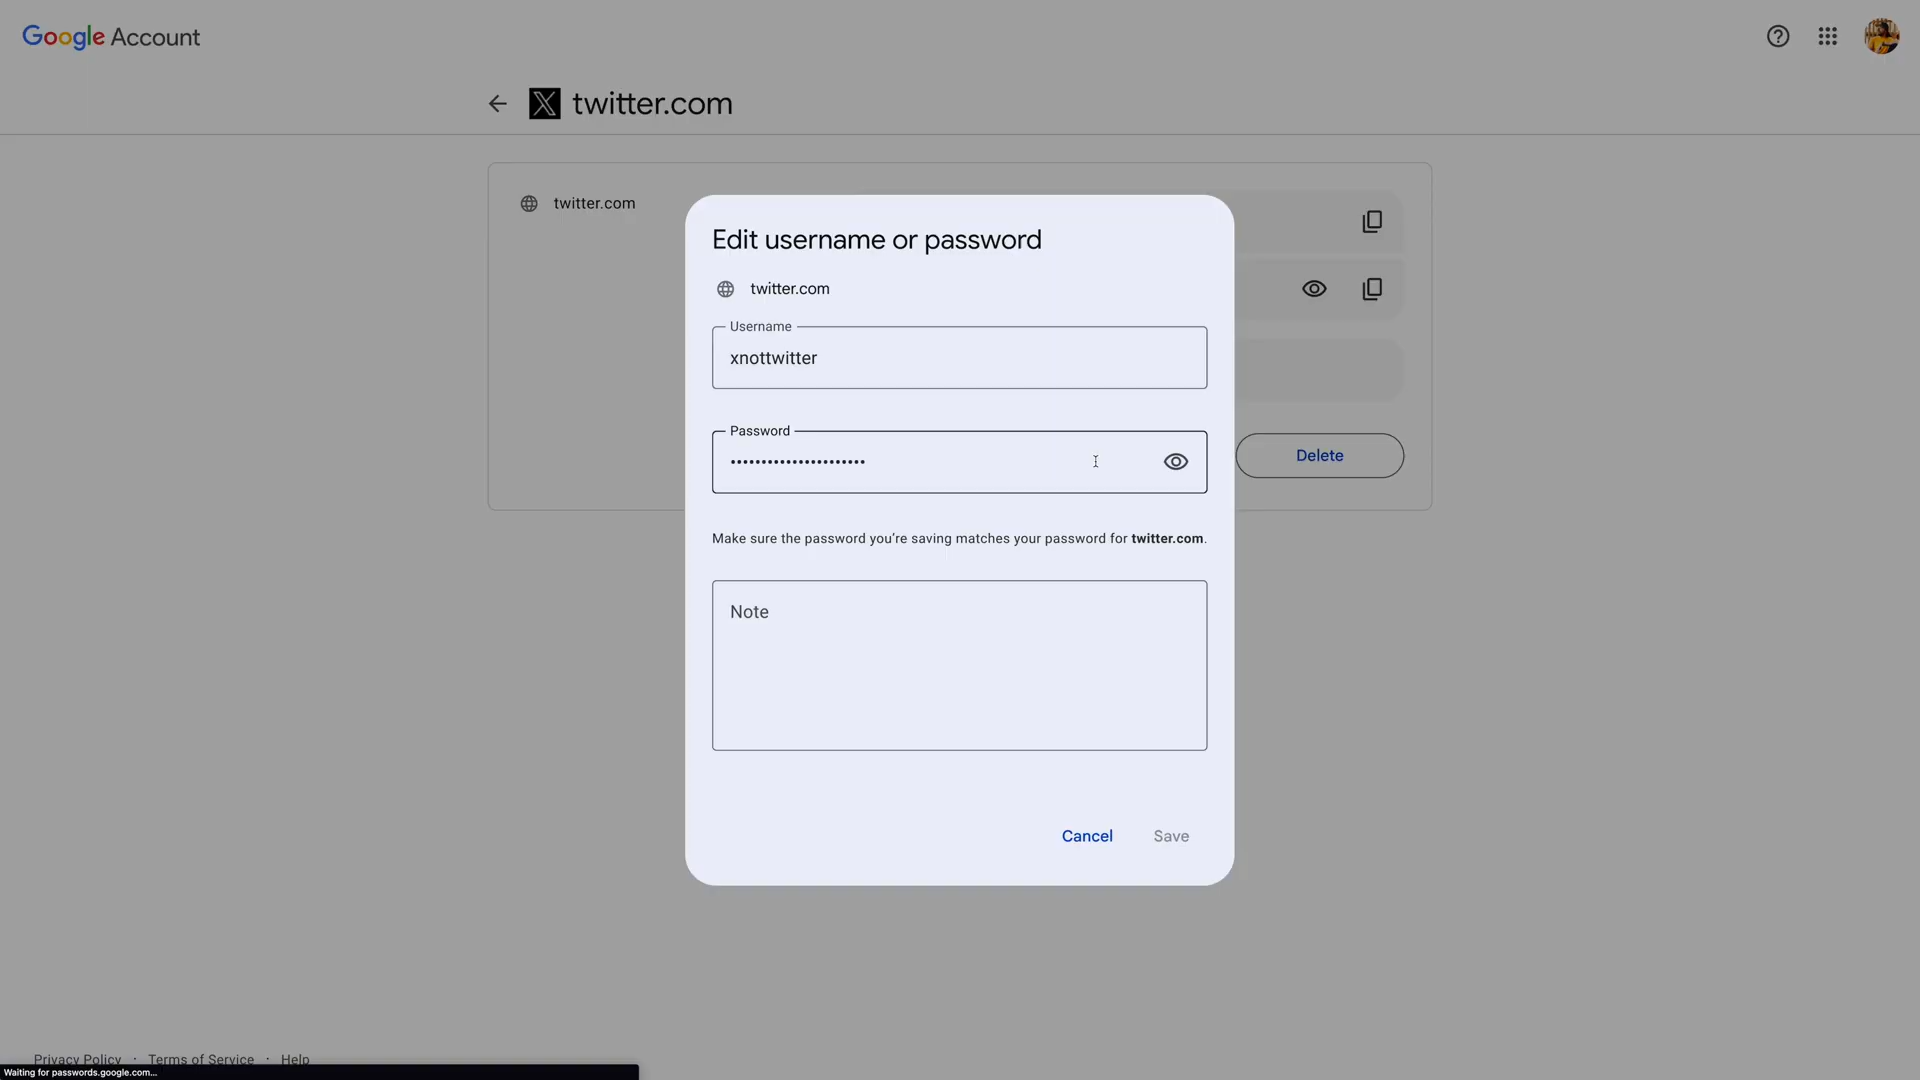 Google Account
twitter.com
twitter.com
Edit username or password
twitter.com
Username
xnottwitter
Password
••••••••••••••••••••••
Delete
Make sure the password you’re saving matches your password for twitter.com.
Note
Cancel Save
Privacy Policy · Terms of Service · Help
Waiting for passwords.google.com...